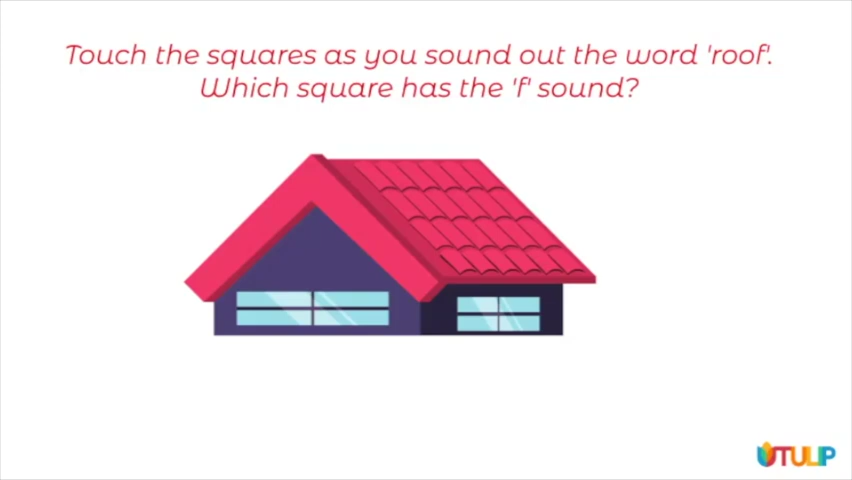 Touch the squares as you sound out the word 'roof'.
Which square has the 'f' sound?
TULIP